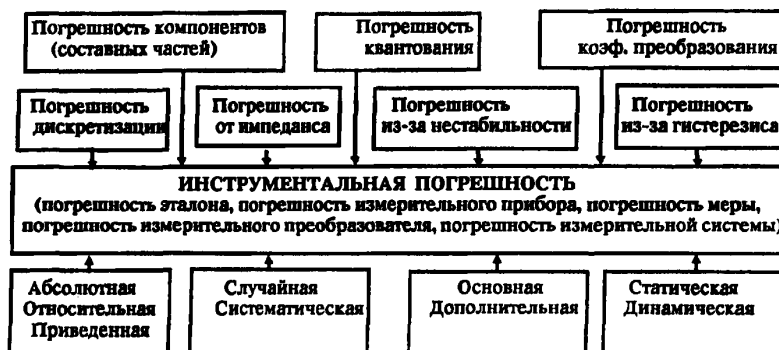 Погрешность компонентов
(составных частей)
Погрешность
квантования
Погрешность
коэф. преобразования
Погрешность
дискретизации
Погрешность
от импеданса
Погрешность
из-за нестабильности
Погрешность
из-за гистерезиса
ИНСТРУМЕНТАЛЬНАЯ ПОГРЕШНОСТЬ
(погрешность эталона, погрешность измерительного прибора, погрешность меры,
погрешность измерительного преобразователя, погрешность измерительной системы)
Абсолютная
Относительная
Приведенная
Случайная
Систематическая
Основная
Дополнительная
Статическая
Динамическая